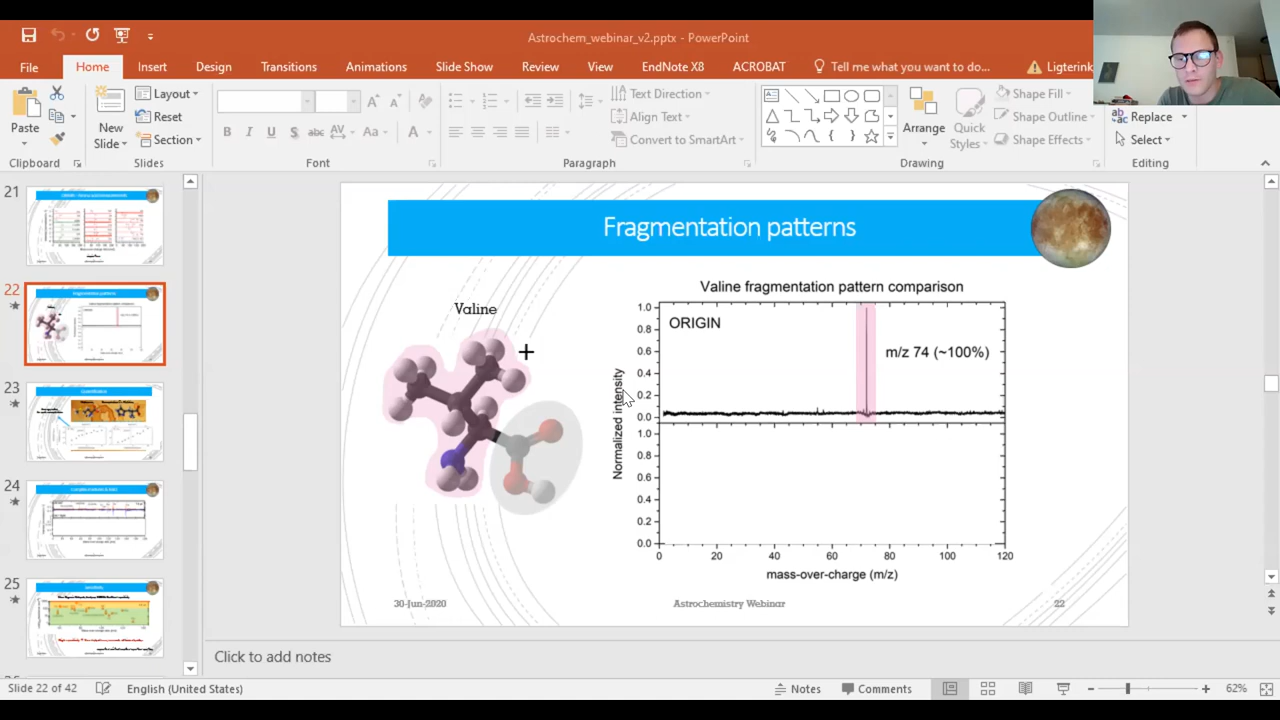 Astrochem_webinar_v2.pptx - PowerPoint
File Home Insert Design Transitions Animations Slide Show Review View EndNote X8 ACROBAT Tell me what you want to do... Ligterink
Paste
New
Slide
Layout
Reset
Section
B I U S abc AV Aa A
Text Direction
Align Text
Convert to SmartArt
Arrange
Quick
Styles
Shape Fill
Shape Outline
Shape Effects
Replace
Select
Clipboard Slides Font Paragraph Drawing Editing
21
22
23
24
25
Fragmentation patterns
Valine
+
Valine fragmentation pattern comparison
ORIGIN
m/z 74 (~100%)
Normalized intensity
1.0
0.8
0.6
0.4
0.2
0.0
1.0
0.8
0.6
0.4
0.2
0.0
0 20 40 60 80 100 120
mass-over-charge (m/z)
30-Jun-2020 Astrochemistry Webinar 22
Click to add notes
Slide 22 of 42 English (United States) Notes Comments 62%